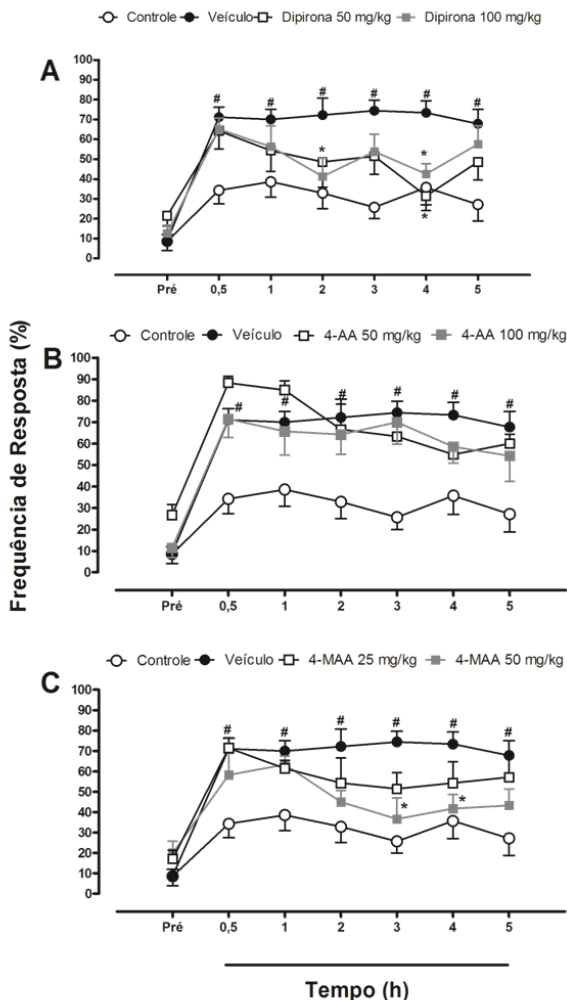 Controle Veículo Dipirona 50 mg/kg Dipirona 100 mg/kg
A
100
90
80
70
60
50
40
30
20
10
0
# # # # # #
* *
*
Pré 0,5 1 2 3 4 5
Frequência de Resposta (%)
Controle Veículo 4-AA 50 mg/kg 4-AA 100 mg/kg
B
100
90
80
70
60
50
40
30
20
10
0
# # # # # #
Pré 0,5 1 2 3 4 5
Controle Veículo 4-MAA 25 mg/kg 4-MAA 50 mg/kg
C
100
90
80
70
60
50
40
30
20
10
0
# # # # # #
* *
Pré 0,5 1 2 3 4 5
Tempo (h)